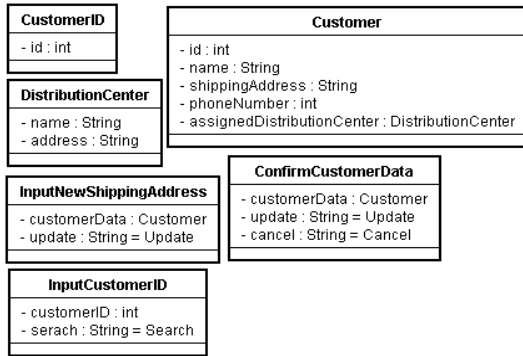 CustomerID
- id : int
Customer
- id : int
- name : String
- shippingAddress : String
- phoneNumber : int
- assignedDistributionCenter : DistributionCenter
DistributionCenter
- name : String
- address : String
InputNewShippingAddress
- customerData : Customer
- update : String = Update
ConfirmCustomerData
- customerData : Customer
- update : String = Update
- cancel : String = Cancel
InputCustomerID
- customerID : int
- serach : String = Search